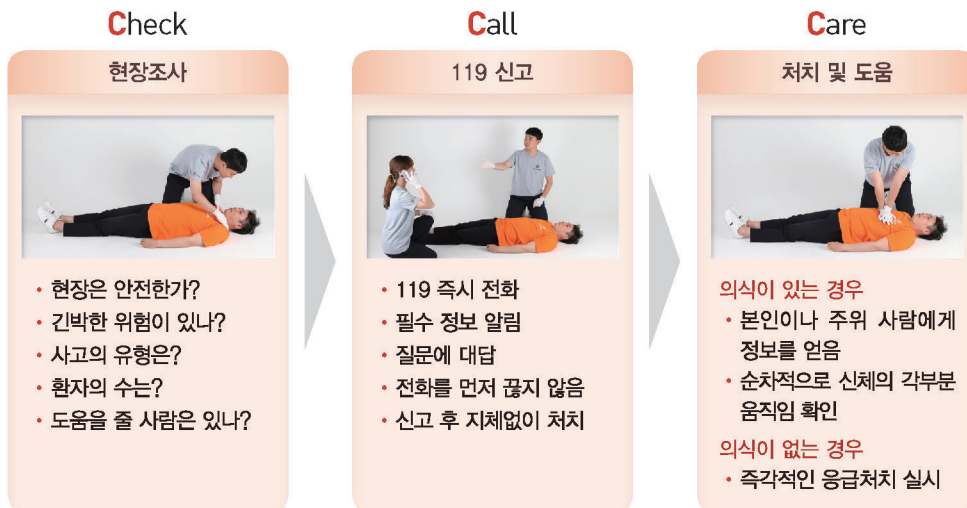 Check
현장조사
• 현장은 안전한가?
• 긴박한 위험이 있나?
• 사고의 유형은?
• 환자의 수는?
• 도움을 줄 사람은 있나?
Call
119 신고
• 119 즉시 전화
• 필수 정보 알림
• 질문에 대답
• 전화를 먼저 끊지 않음
• 신고 후 지체없이 처치
Care
처치 및 도움
의식이 있는 경우
• 본인이나 주위 사람에게
정보를 얻음
• 순차적으로 신체의 각부분
움직임 확인
의식이 없는 경우
• 즉각적인 응급처치 실시